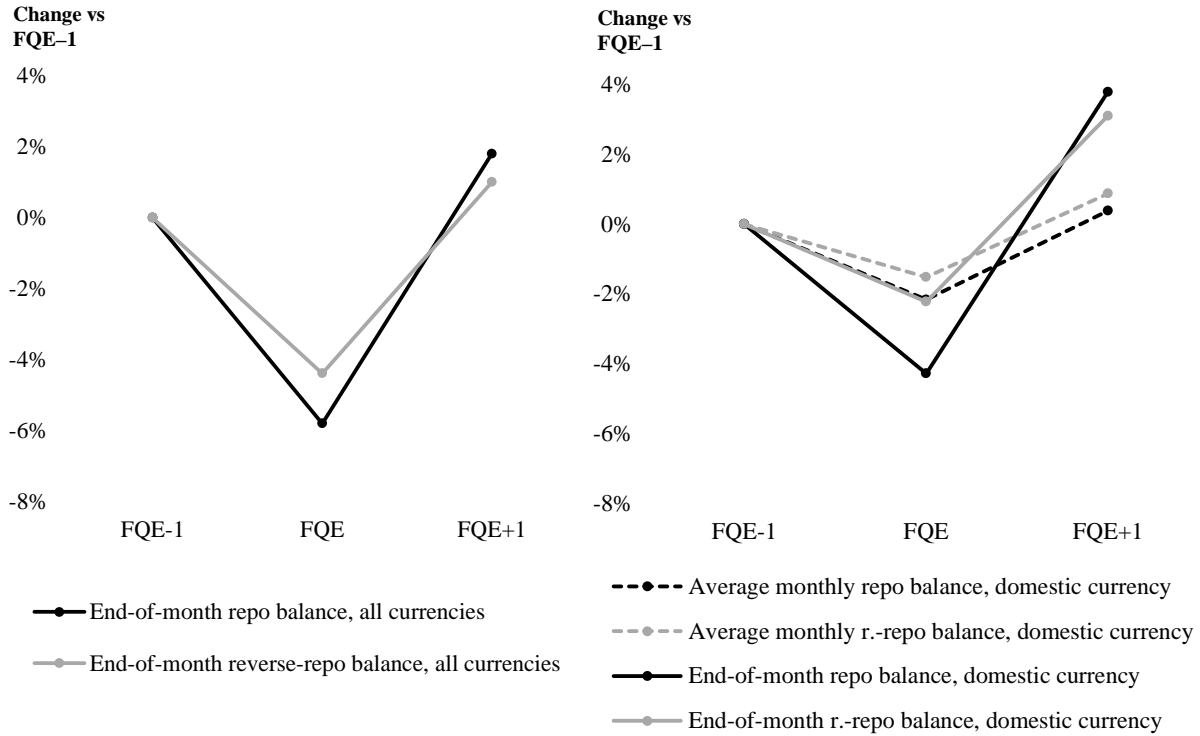 Change vs
FQE–1
4%
2%
0%
-2%
-4%
-6%
-8%
FQE-1
FQE
FQE+1
End-of-month repo balance, all currencies
End-of-month reverse-repo balance, all currencies
Change vs
FQE–1
4%
2%
0%
-2%
-4%
-6%
-8%
FQE-1
FQE
FQE+1
Average monthly repo balance, domestic currency
Average monthly r.-repo balance, domestic currency
End-of-month repo balance, domestic currency
End-of-month r.-repo balance, domestic currency